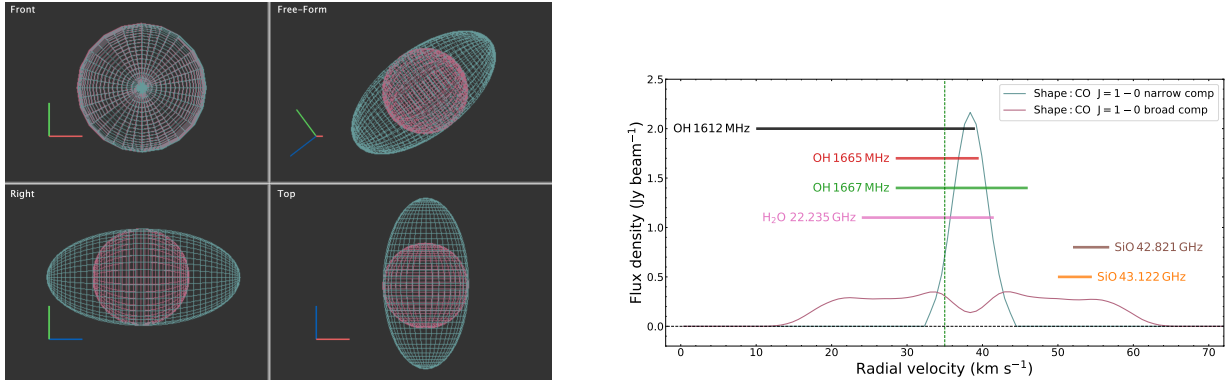 Front
Free-Form
Right
Top
Shape: CO J = 1−0 narrow comp
Shape: CO J = 1−0 broad comp
OH 1612 MHz
OH 1665 MHz
OH 1667 MHz
H₂O 22.235 GHz
SiO 42.821 GHz
SiO 43.122 GHz
Flux density (Jy beam⁻¹)
2.5
2.0
1.5
1.0
0.5
0.0
0 10 20 30 40 50 60 70
Radial velocity (km s⁻¹)